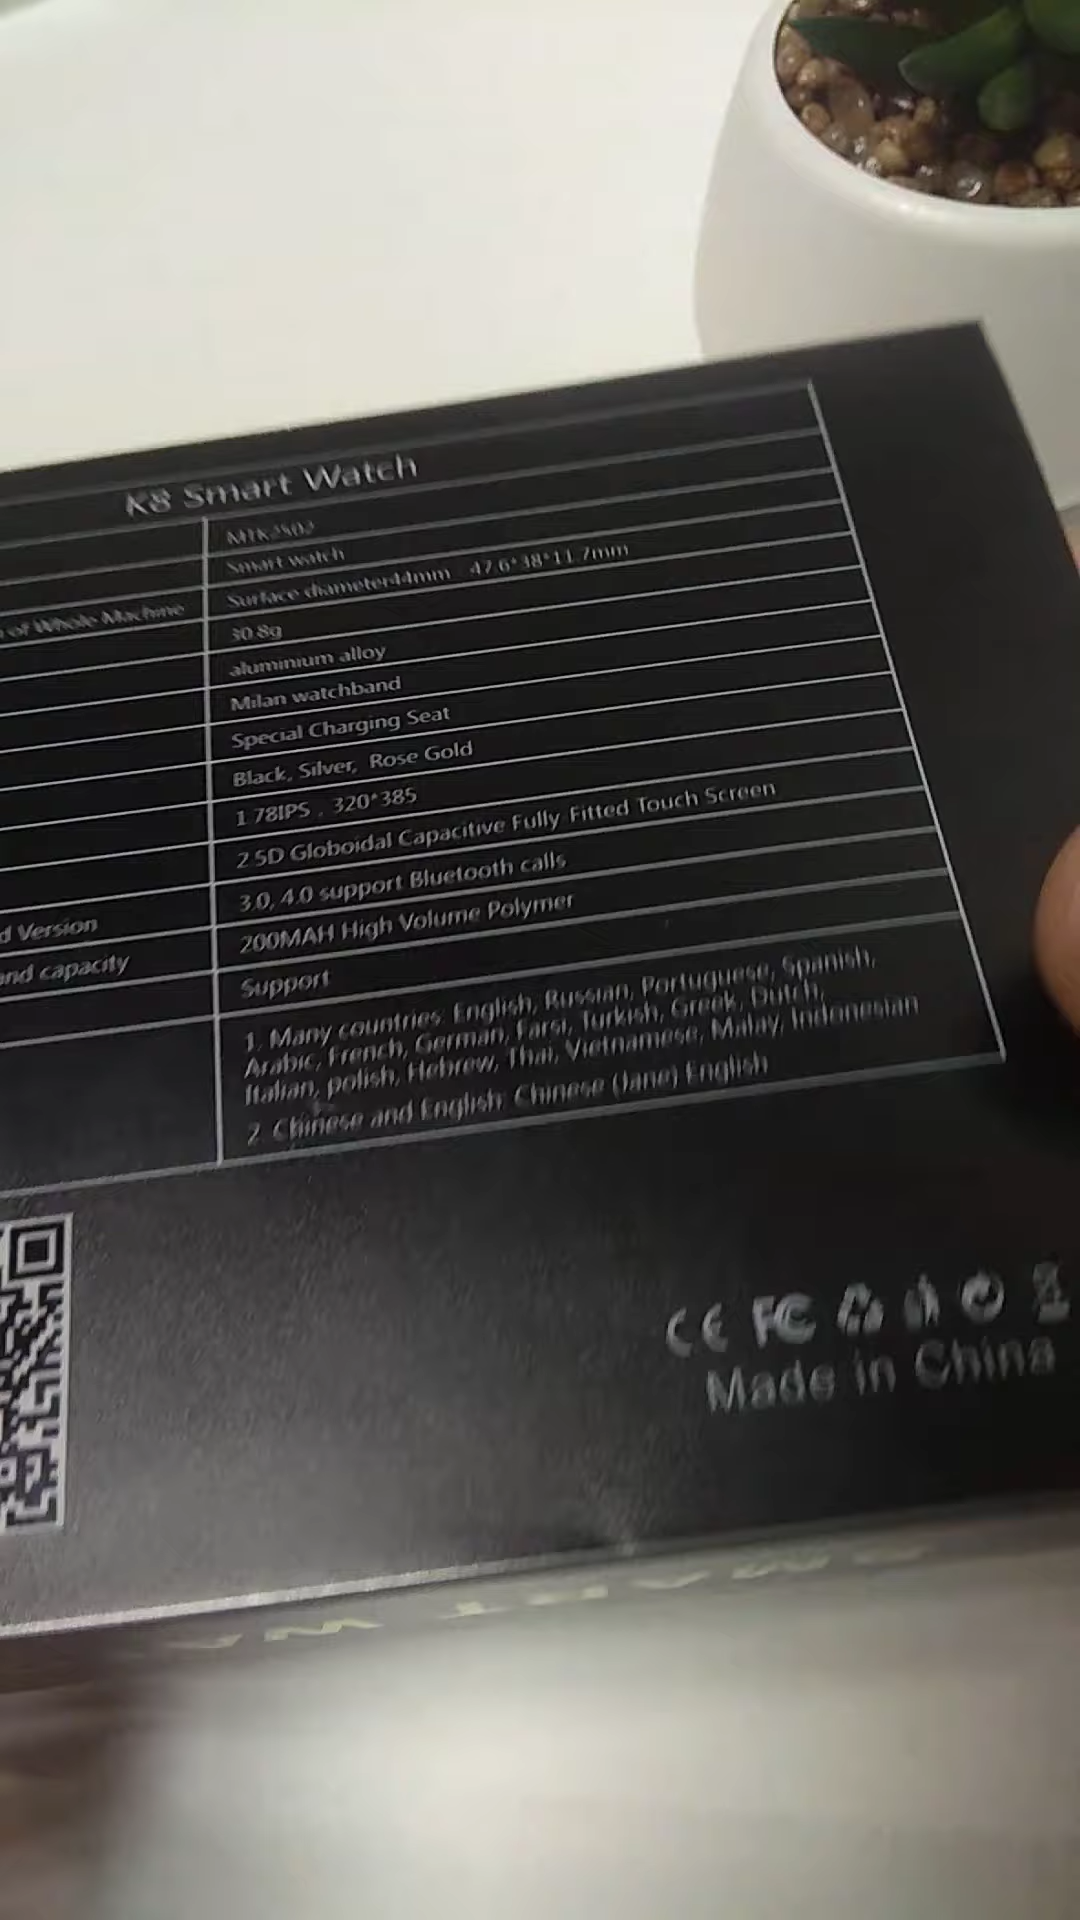 K8 Smart Watch
MTK2502
Smart watch
of Whole Machine Surface diameter44mm 47.6*38*11.7mm
30.8g
aluminium alloy
Milan watchband
Special Charging Seat
Black, Silver, Rose Gold
1.78IPS , 320*385
2.5D Globoidal Capacitive Fully Fitted Touch Screen
d Version 3.0, 4.0 support Bluetooth calls
and capacity 200MAH High Volume Polymer
Support
1. Many countries: English, Russian, Portuguese, Spanish,
Arabic, French, German, Farsi, Turkish, Greek, Dutch,
Italian, polish, Hebrew, Thai, Vietnamese, Malay, Indonesian
2. Chinese and English: Chinese (Jane) English
CE FC
Made in China
SMART WA